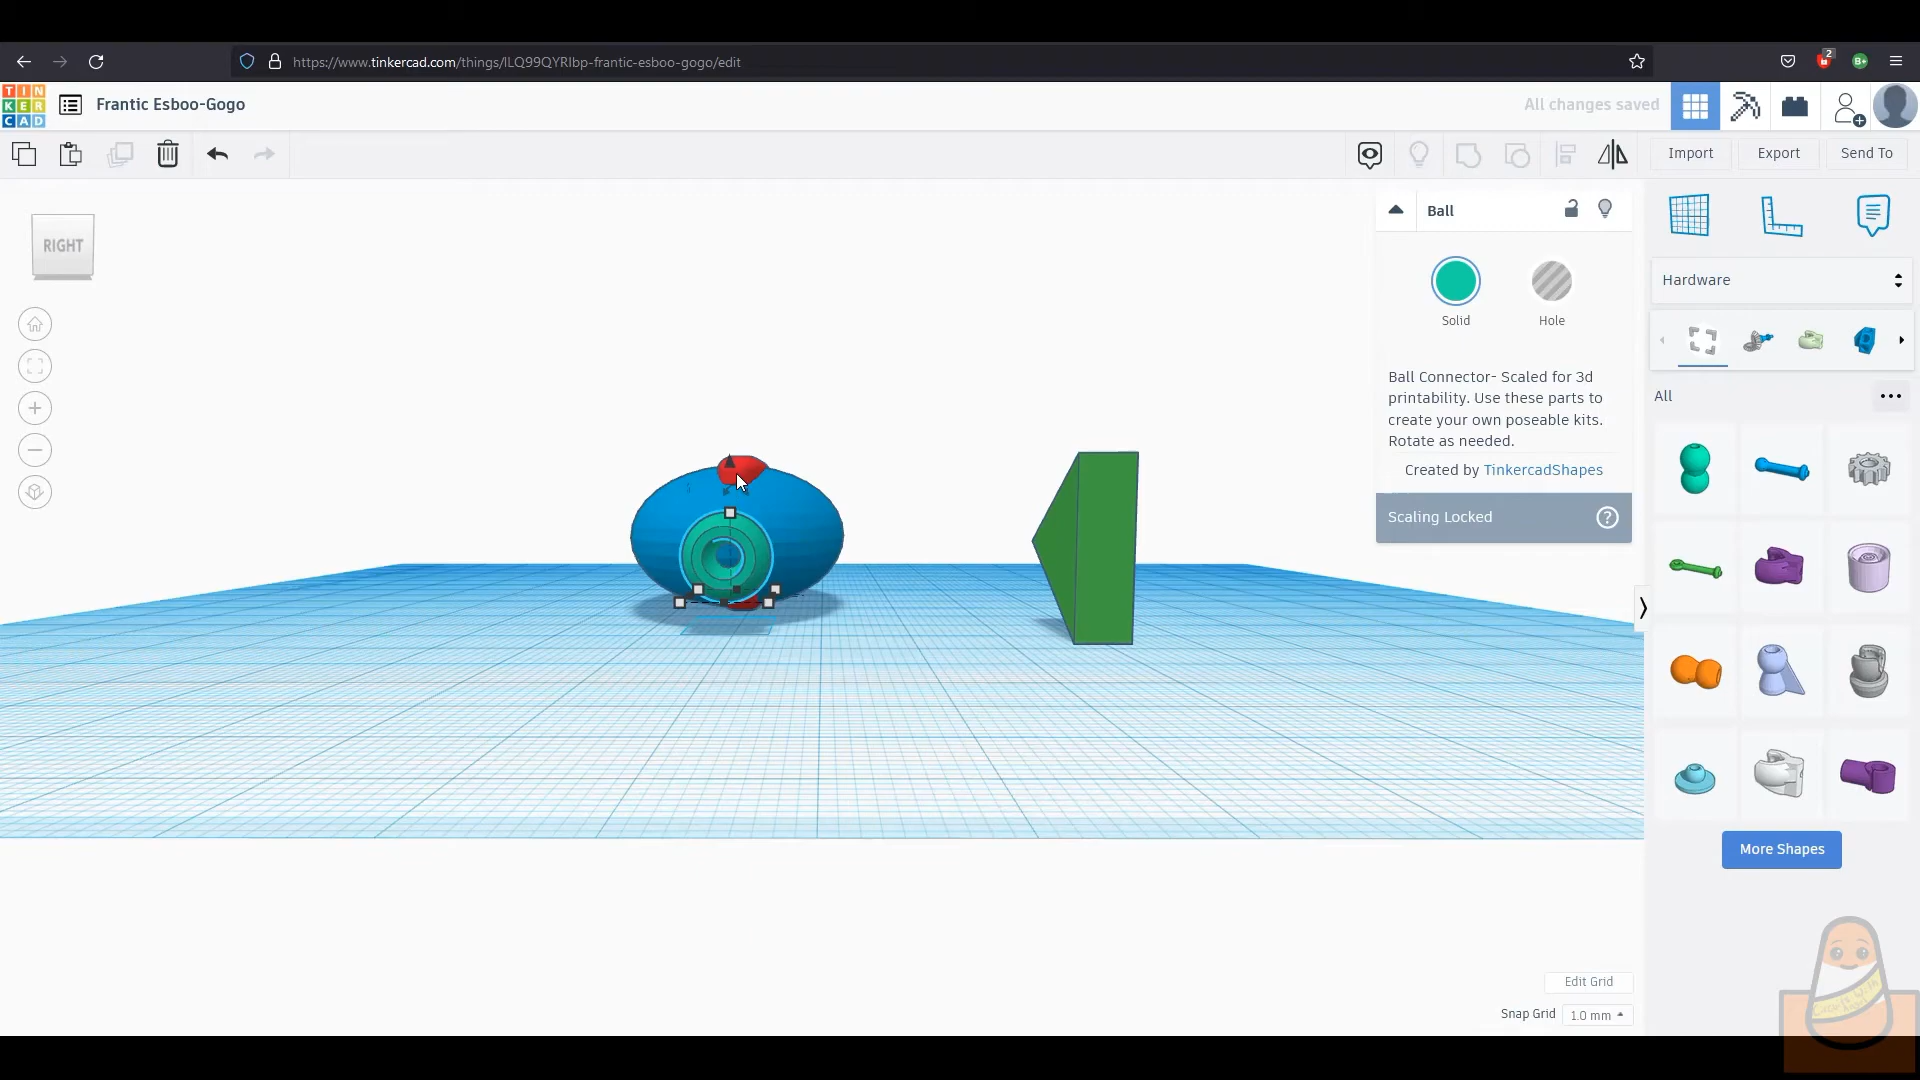 https://www.tinkercad.com/things/lLQ99QYRIbp-frantic-esboo-gogo/edit
2
B+
TIN
KER
CAD
Frantic Esboo-Gogo
All changes saved
Import
Export
Send To
RIGHT
Ball
Solid
Hole
Ball Connector- Scaled for 3d
printability. Use these parts to
create your own poseable kits.
Rotate as needed.
Created by TinkercadShapes
Scaling Locked
?
Hardware
All
More Shapes
Edit Grid
Snap Grid
1.0 mm